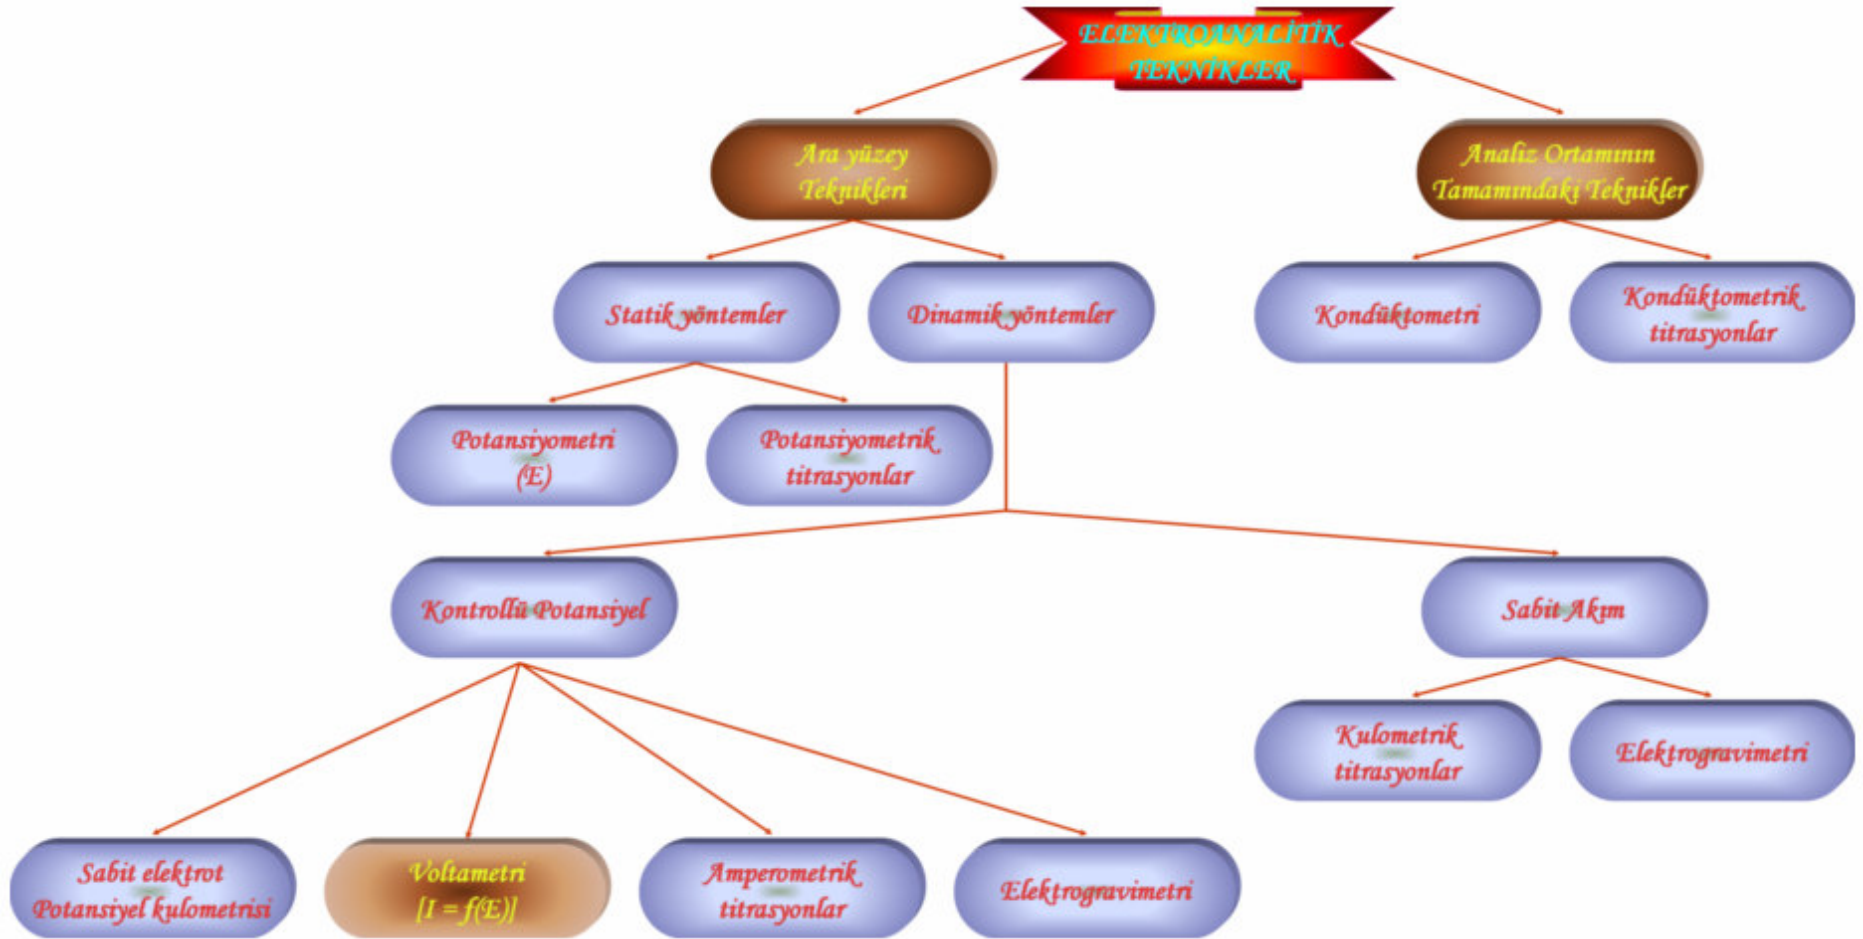 ELEKTROANALİTİK
TEKNİKLER
Ara yüzey
Teknikleri
Analiz Ortamının
Tamamındaki Teknikler
Statik yöntemler
Dinamik yöntemler
Kondüktometri
Kondüktometrik
titrasyonlar
Potansiyometri
(E)
Potansiyometrik
titrasyonlar
Kontrollü Potansiyel
Sabit Akım
Kulometrik
titrasyonlar
Elektrogravimetri
Sabit elektrot
Potansiyel kulometrisi
Voltametri
[I = f(E)]
Amperometrik
titrasyonlar
Elektrogravimetri